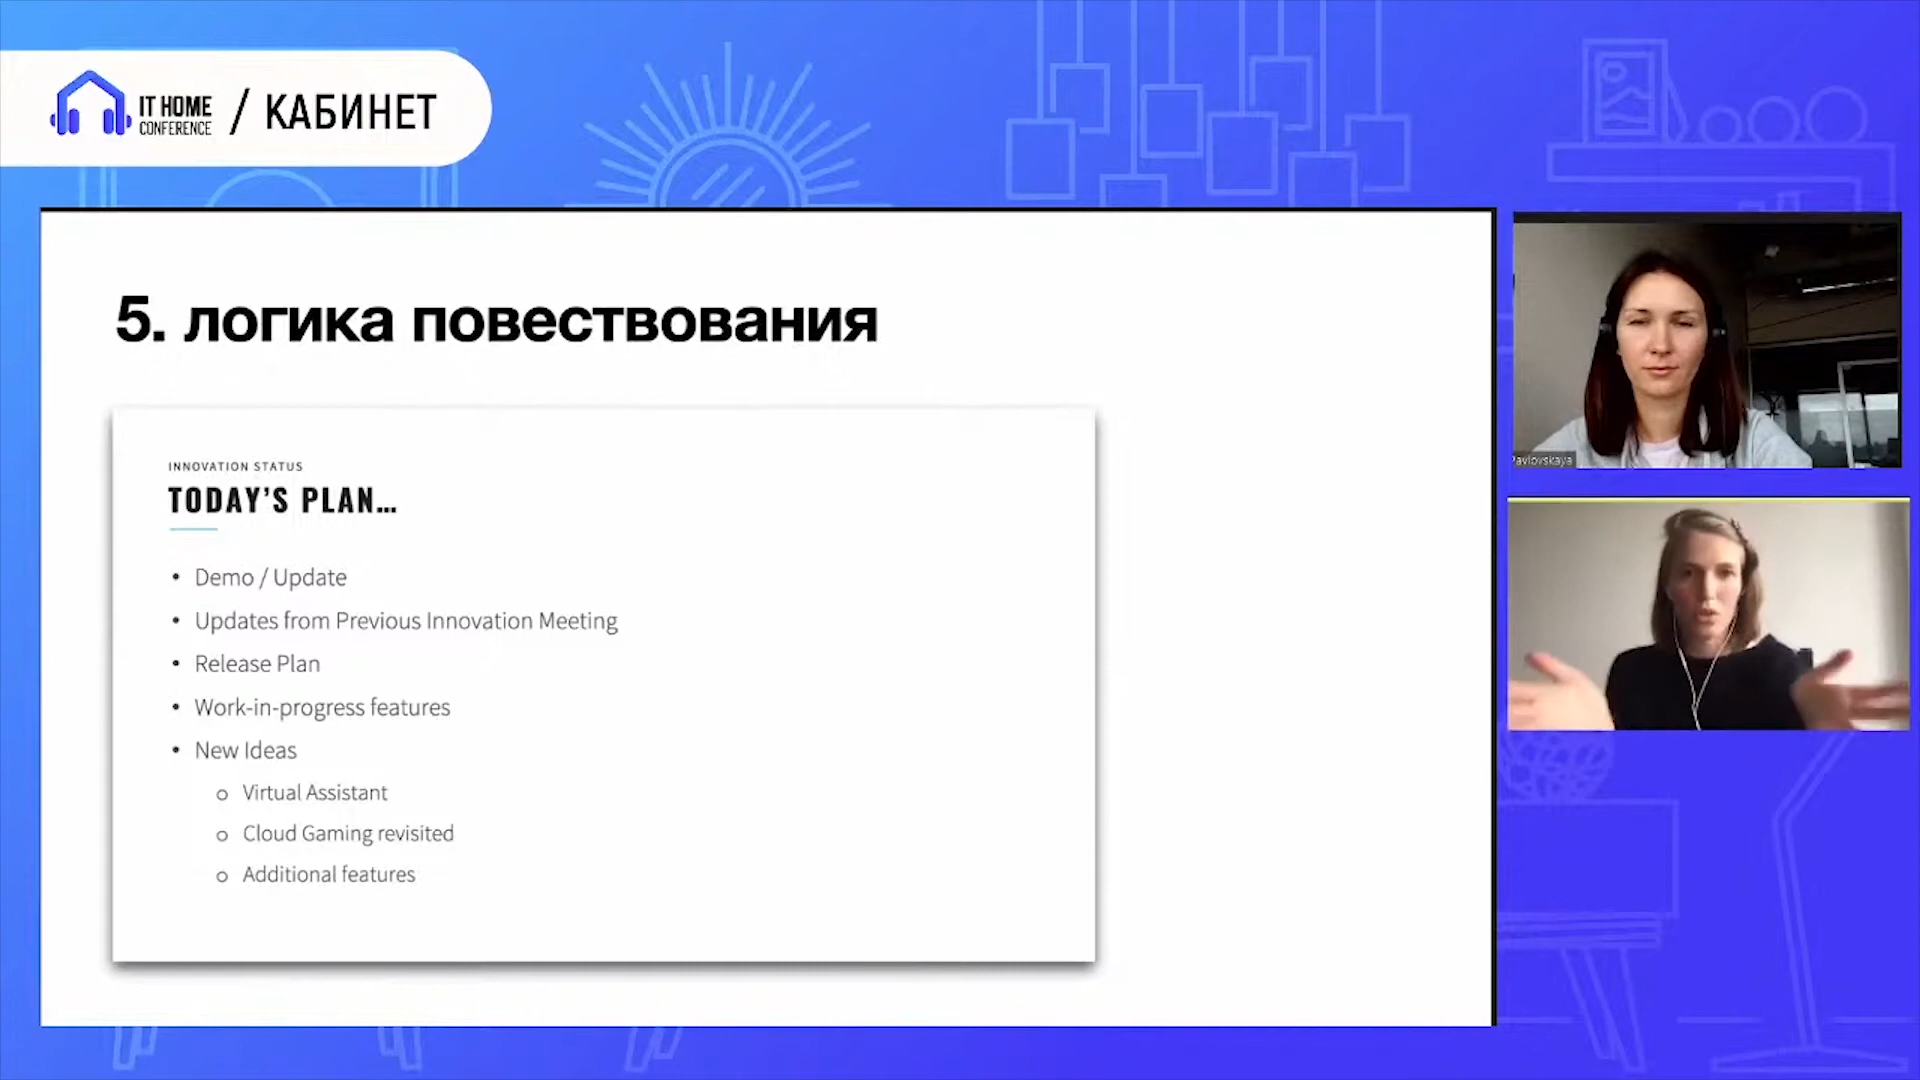 IT HOME
CONFERENCE
/ КАБИНЕТ
5. логика повествования
INNOVATION STATUS
TODAY'S PLAN...
• Demo / Update
• Updates from Previous Innovation Meeting
• Release Plan
• Work-in-progress features
• New Ideas
o Virtual Assistant
o Cloud Gaming revisited
o Additional features
Pavlovskaya